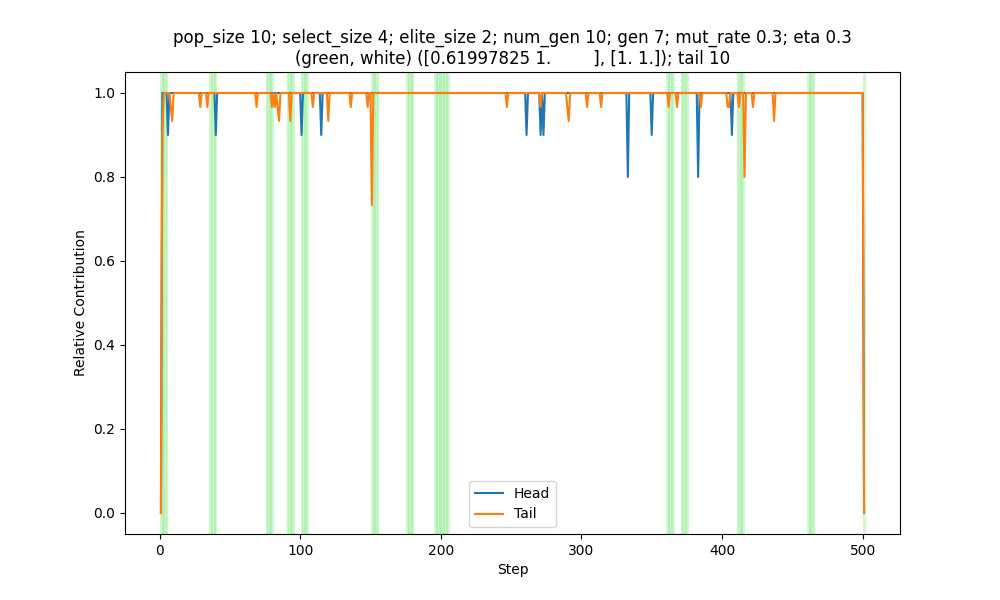 pop_size 10; select_size 4; elite_size 2; num_gen 10; gen 7; mut_rate 0.3; eta 0.3
(green, white) ([0.61997825 1.        ], [1. 1.]); tail 10
1.0
0.8
0.6
0.4
0.2
0.0
Relative Contribution
Head
Tail
0
100
200
300
400
500
Step